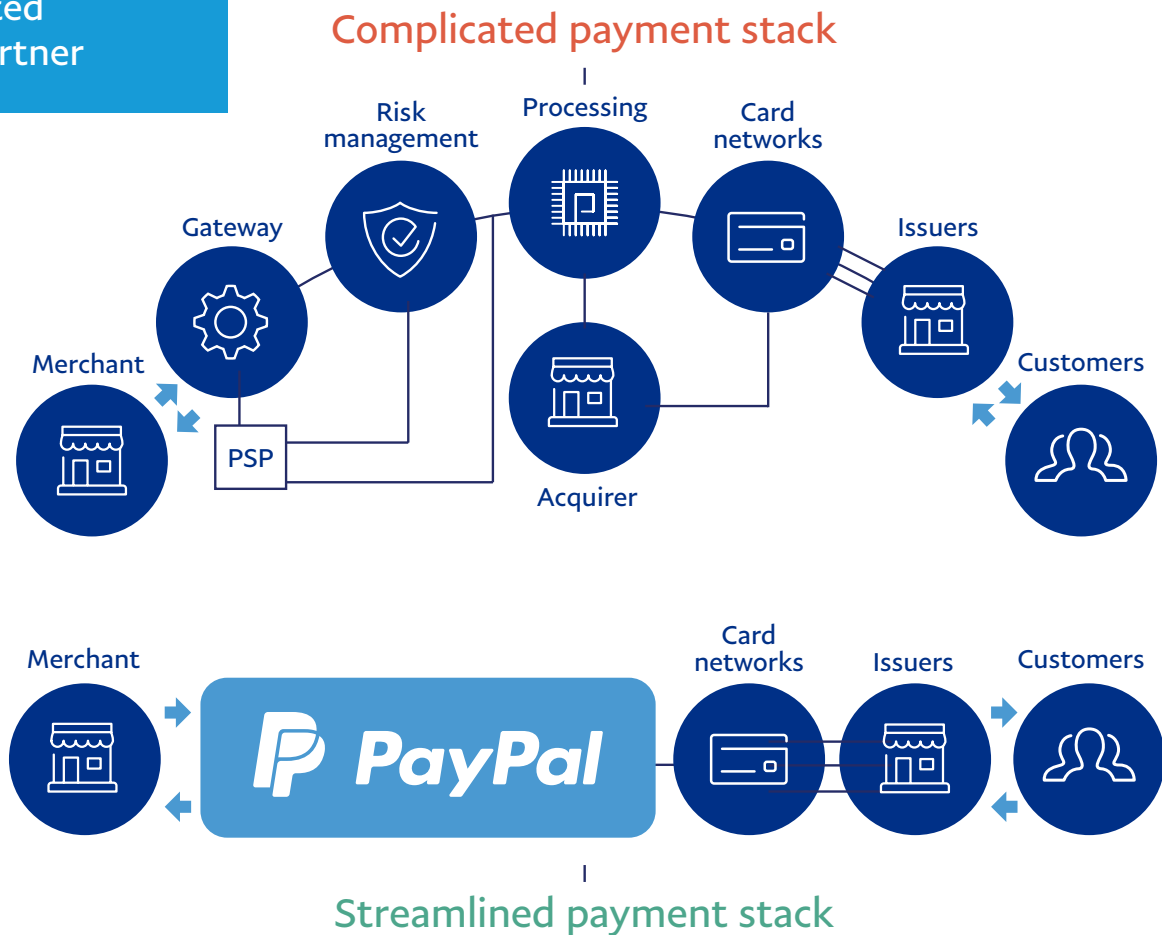 Complicated payment stack
partner
Risk
management
Processing
Card
networks
Gateway
Issuers
Merchant
Customers
PSP
Acquirer
Merchant
Card
networks
Issuers
Customers
PayPal
Streamlined payment stack